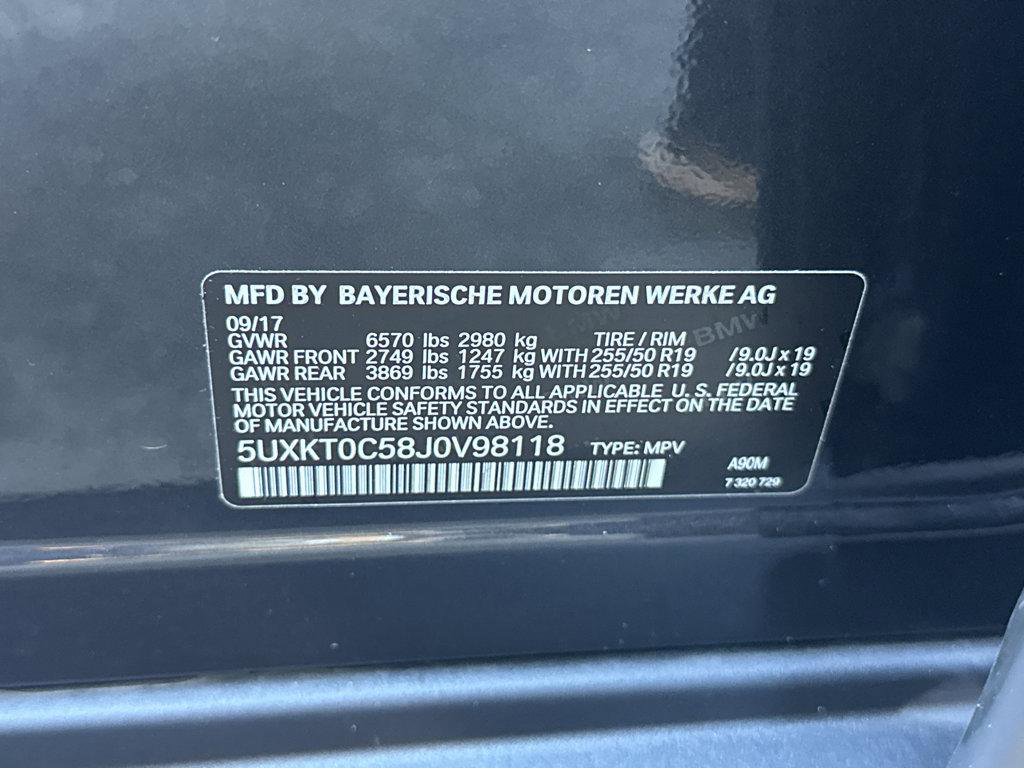 MFD BY BAYERISCHE MOTOREN WERKE AG
09/17
GVWR 6570 lbs 2980 kg TIRE / RIM
GAWR FRONT 2749 lbs 1247 kg WITH 255/50 R19 /9.0J x 19
GAWR REAR 3869 lbs 1755 kg WITH 255/50 R19 /9.0J x 19
THIS VEHICLE CONFORMS TO ALL APPLICABLE U.S. FEDERAL
MOTOR VEHICLE SAFETY STANDARDS IN EFFECT ON THE DATE
OF MANUFACTURE SHOWN ABOVE.
5UXKT0C58J0V98118 TYPE: MPV
A90M
7 320 729